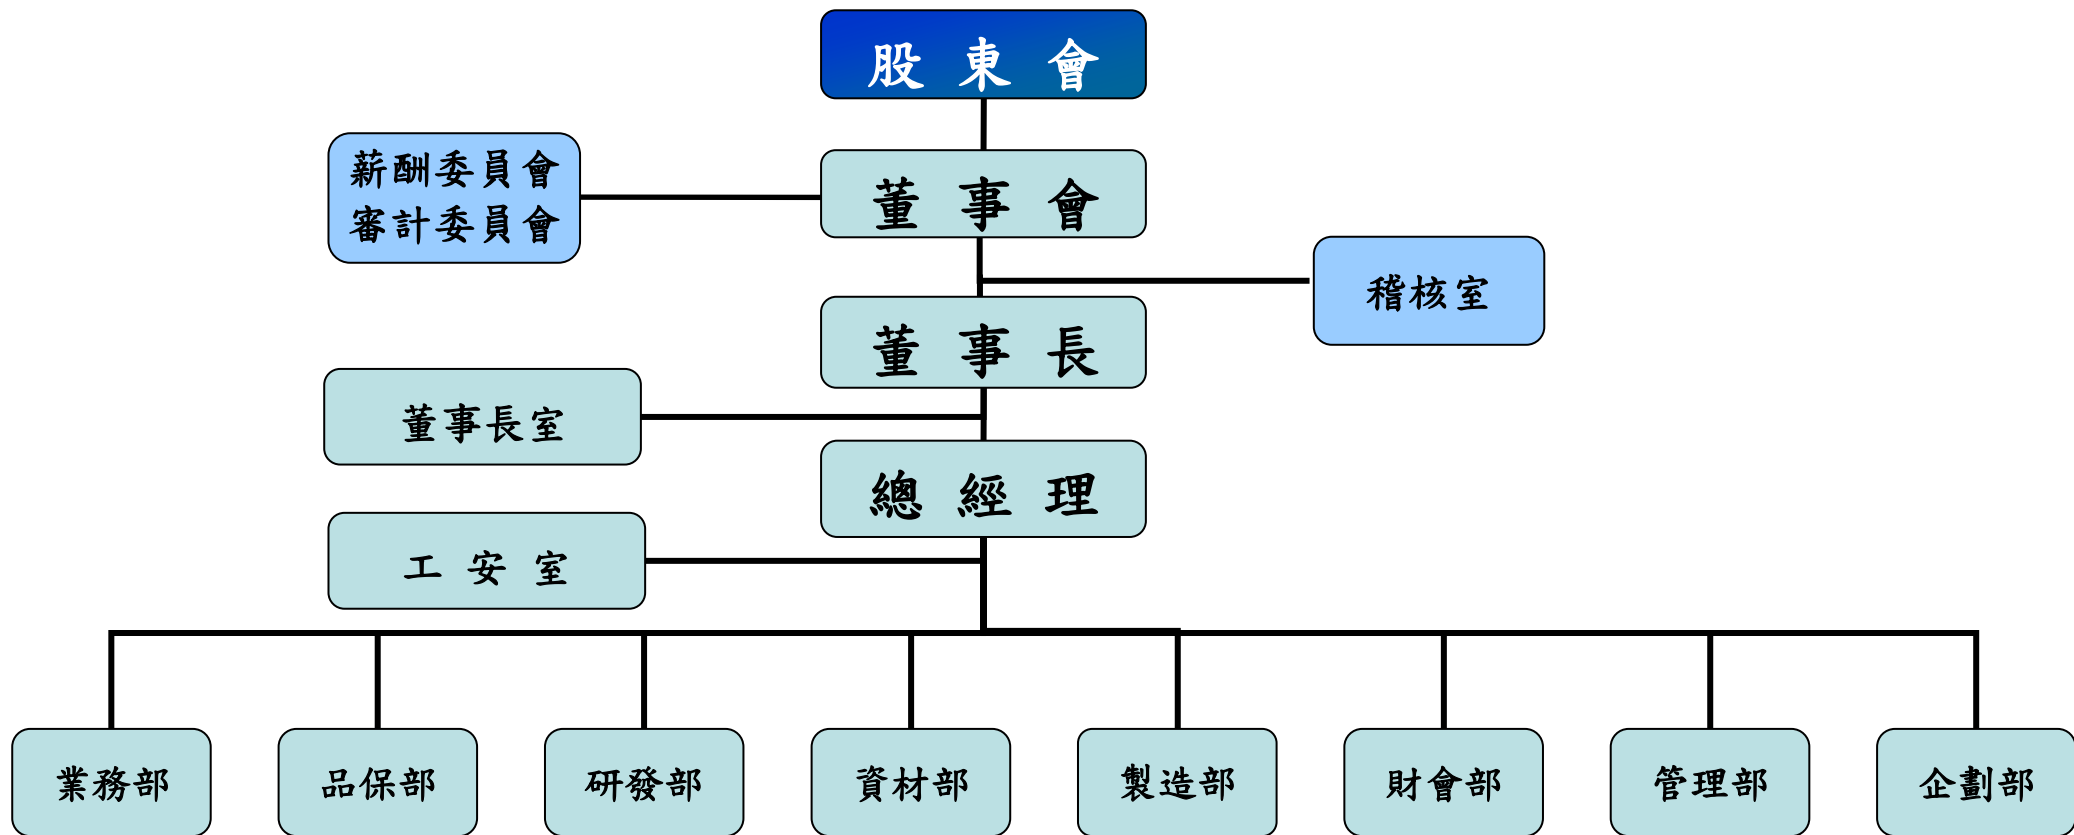 股 東 會
薪酬委員會
審計委員會
董 事 會
稽核室
董 事 長
董事長室
總 經 理
工 安 室
業務部
品保部
研發部
資材部
製造部
財會部
管理部
企劃部